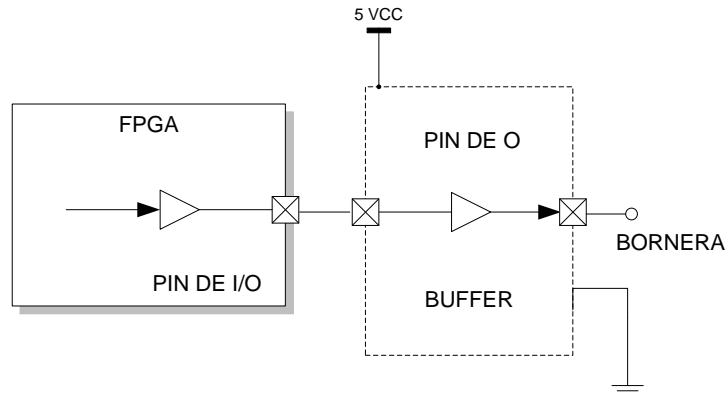 5 VCC
FPGA
PIN DE O
BORNERA
PIN DE I/O
BUFFER